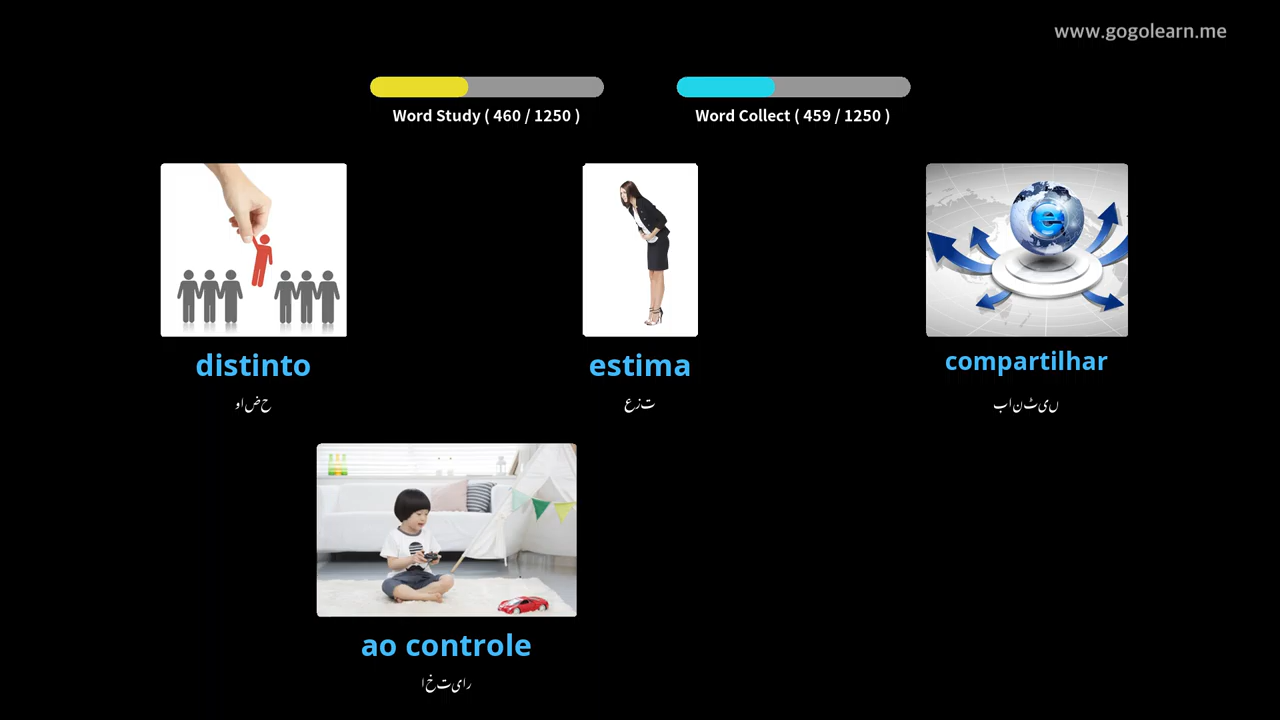 www.gogolearn.me
Word Study ( 460 / 1250 )
Word Collect ( 459 / 1250 )
e
distinto
estima
compartilhar
واضح
عزت
بانٹیں
ao controle
اختیار